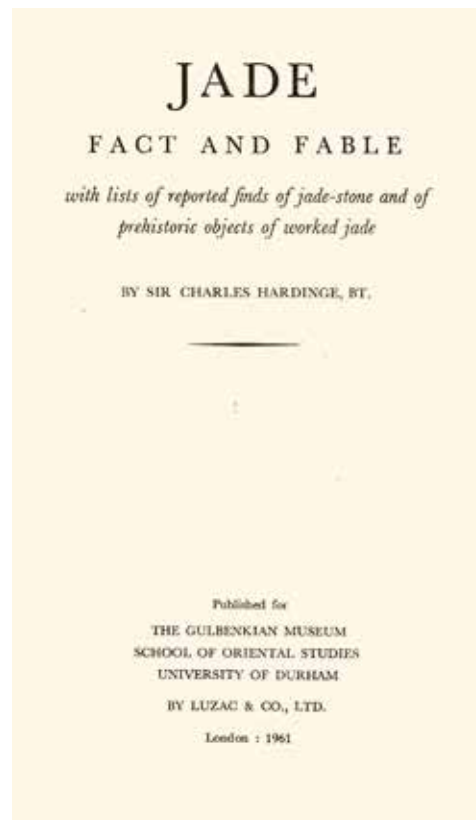 JADE
FACT AND FABLE
with lists of reported finds of jade-stone and of
prehistoric objects of worked jade
BY SIR CHARLES HARDINGE, BT.
Published for
THE GULBENKIAN MUSEUM
SCHOOL OF ORIENTAL STUDIES
UNIVERSITY OF DURHAM
BY LUZAC & CO., LTD.
London : 1961